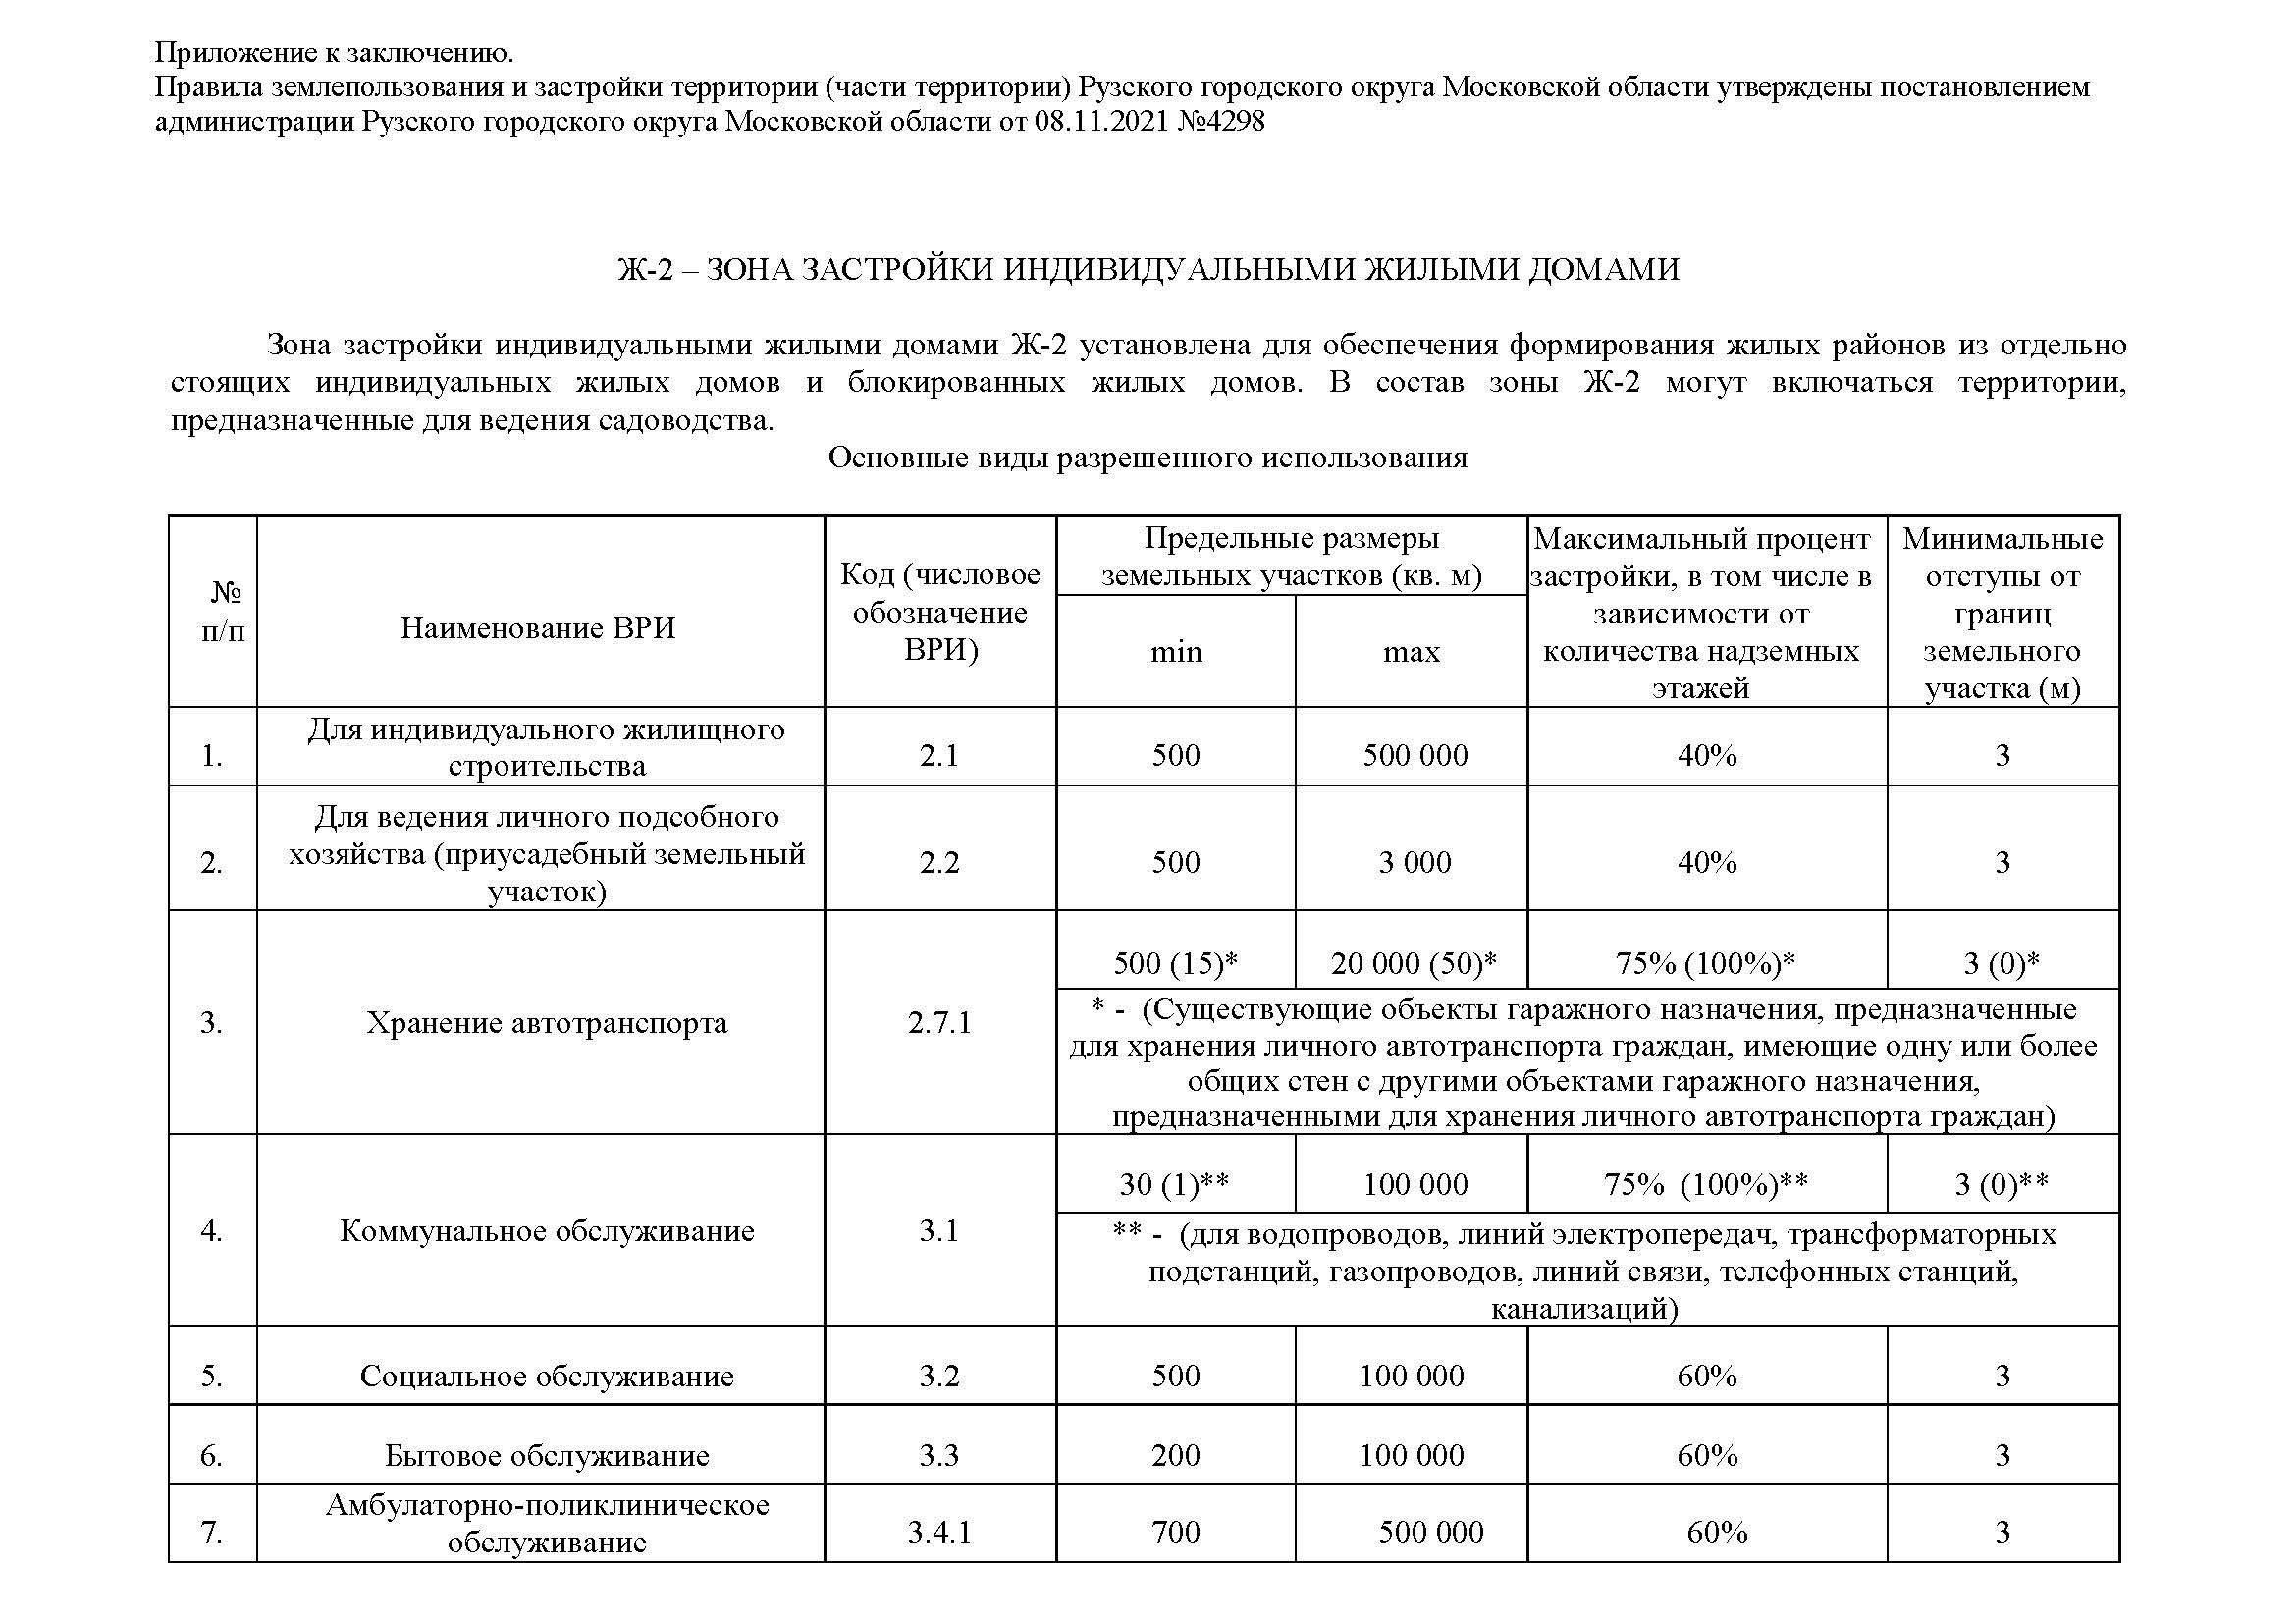 Приложение к заключению.
Правила землепользования и застройки территории (части территории) Рузского городского округа Московской области утверждены постановлением
администрации Рузского городского округа Московской области от 08.11.2021 №4298
Ж-2 – ЗОНА ЗАСТРОЙКИ ИНДИВИДУАЛЬНЫМИ ЖИЛЫМИ ДОМАМИ
Зона застройки индивидуальными жилыми домами Ж-2 установлена для обеспечения формирования жилых районов из отдельно
стоящих индивидуальных жилых домов и блокированных жилых домов. В состав зоны Ж-2 могут включаться территории,
предназначенные для ведения садоводства.
Основные виды разрешенного использования
№
п/п
Наименование ВРИ
Код (числовое
обозначение
ВРИ)
Предельные размеры
земельных участков (кв. м)
min
max
Максимальный процент
застройки, в том числе в
зависимости от
количества надземных
этажей
Минимальные
отступы от
границ
земельного
участка (м)
1.
Для индивидуального жилищного
строительства
2.1
500
500 000
40%
3
2.
Для ведения личного подсобного
хозяйства (приусадебный земельный
участок)
2.2
500
3 000
40%
3
3.
Хранение автотранспорта
2.7.1
500 (15)*
20 000 (50)*
75% (100%)*
3 (0)*
* - (Существующие объекты гаражного назначения, предназначенные
для хранения личного автотранспорта граждан, имеющие одну или более
общих стен с другими объектами гаражного назначения,
предназначенными для хранения личного автотранспорта граждан)
4.
Коммунальное обслуживание
3.1
30 (1)**
100 000
75% (100%)**
3 (0)**
** - (для водопроводов, линий электропередач, трансформаторных
подстанций, газопроводов, линий связи, телефонных станций,
канализаций)
5.
Социальное обслуживание
3.2
500
100 000
60%
3
6.
Бытовое обслуживание
3.3
200
100 000
60%
3
7.
Амбулаторно-поликлиническое
обслуживание
3.4.1
700
500 000
60%
3